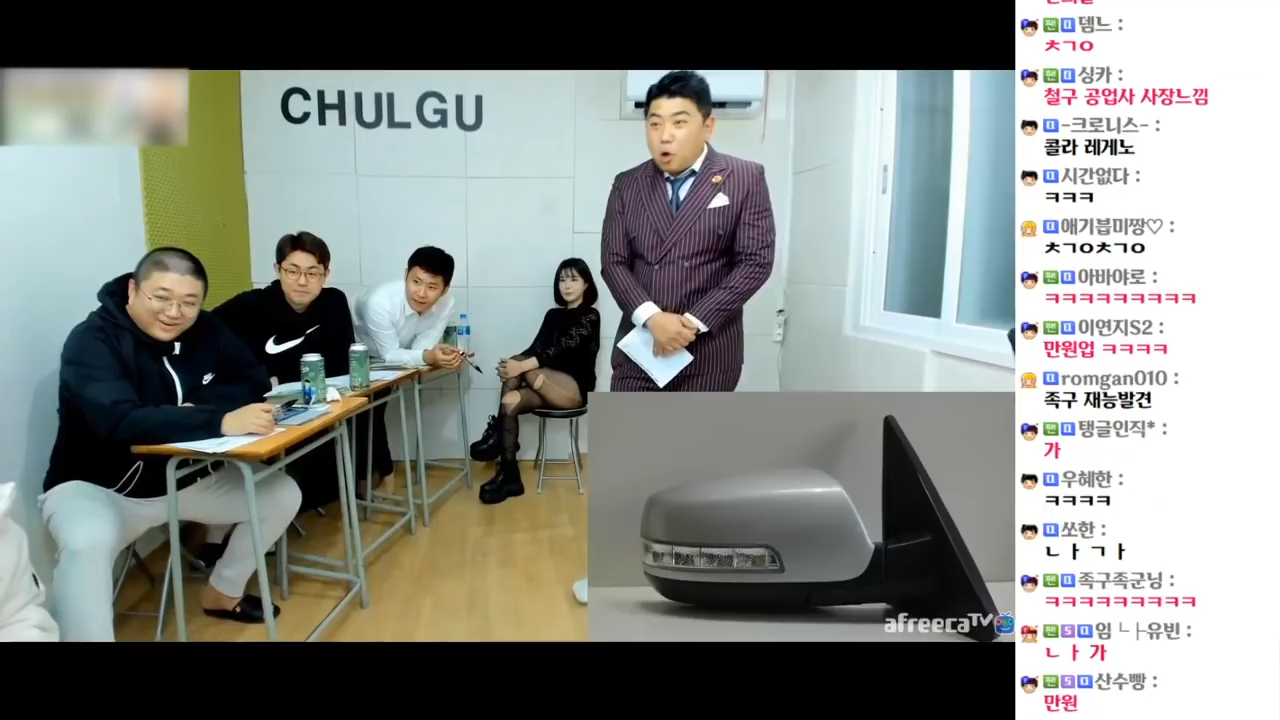 CHULGU
afreecaTV
뎀느 :
ㅊㄱㅇ
싱카 :
철구 공업사 사장느낌
-크로니스- :
콜라 레게노
시간없다 :
ㅋㅋㅋ
애기븝미짱♡ :
ㅊㄱㅇㅊㄱㅇ
아바야로 :
ㅋㅋㅋㅋㅋㅋㅋㅋㅋ
이연지S2 :
만원업 ㅋㅋㅋㅋ
romgan010 :
족구 재능발견
탱글인직* :
가
우혜한 :
ㅋㅋㅋㅋ
쏘한 :
ㄴㅏㄱㅏ
족구족군닝 :
ㅋㅋㅋㅋㅋㅋㅋㅋㅋ
임ㄴㅏ유빈 :
ㄴㅏ가
산수빵 :
만원